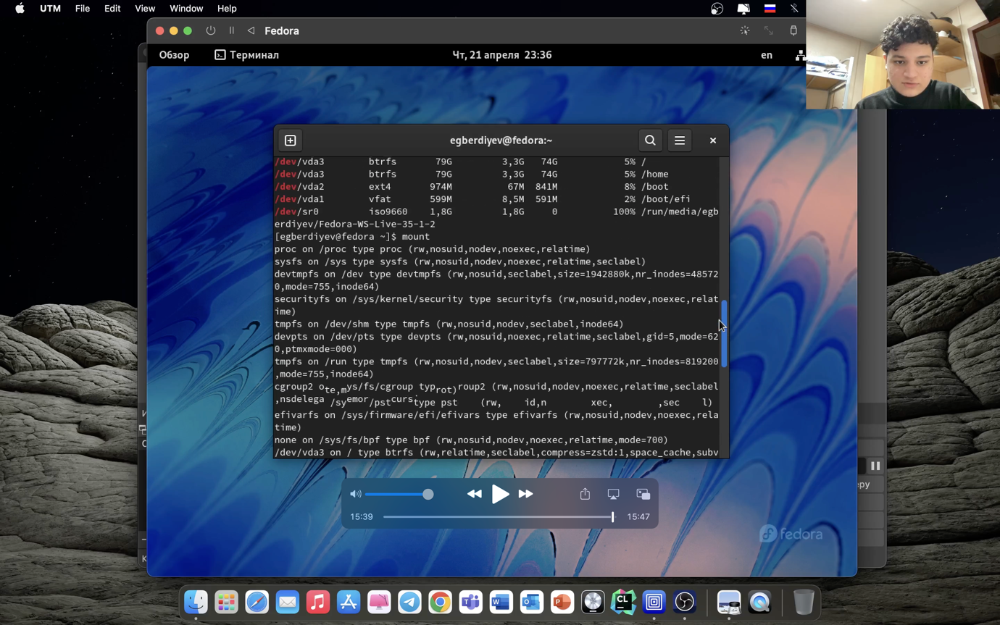 UTM File Edit View Window Help
Fedora
Обзор Терминал Чт, 21 апреля 23:36 en
egberdiyev@fedora:~
/dev/vda3 btrfs 79G 3,3G 74G 5% /
/dev/vda3 btrfs 79G 3,3G 74G 5% /home
/dev/vda2 ext4 974M 67M 841M 8% /boot
/dev/vda1 vfat 599M 8,5M 591M 2% /boot/efi
/dev/sr0 iso9660 1,8G 1,8G 0 100% /run/media/egb
erdiyev/Fedora-WS-Live-35-1-2
[egberdiyev@fedora ~]$ mount
proc on /proc type proc (rw,nosuid,nodev,noexec,relatime)
sysfs on /sys type sysfs (rw,nosuid,nodev,noexec,relatime,seclabel)
devtmpfs on /dev type devtmpfs (rw,nosuid,seclabel,size=1942880k,nr_inodes=48572
0,mode=755,inode64)
securityfs on /sys/kernel/security type securityfs (rw,nosuid,nodev,noexec,relat
ime)
tmpfs on /dev/shm type tmpfs (rw,nosuid,nodev,seclabel,inode64)
devpts on /dev/pts type devpts (rw,nosuid,noexec,relatime,seclabel,gid=5,mode=62
0,ptmxmode=000)
tmpfs on /run type tmpfs (rw,nosuid,nodev,seclabel,size=797772k,nr_inodes=819200
,mode=755,inode64)
cgroup2 o ys/fs/cgroup typ roup2 (rw,nosuid,nodev,noexec,relatime,seclabel
,nsdelega type pst (rw, id,n xec, ,sec l)
efivarfs on /sys/firmware/efi/efivars type efivarfs (rw,nosuid,nodev,noexec,rela
time)
none on /sys/fs/bpf type bpf (rw,nosuid,nodev,noexec,relatime,mode=700)
/dev/vda3 on / type btrfs (rw,relatime,seclabel,compress=zstd:1,space_cache,subv
15:39 15:47
fedora
CL